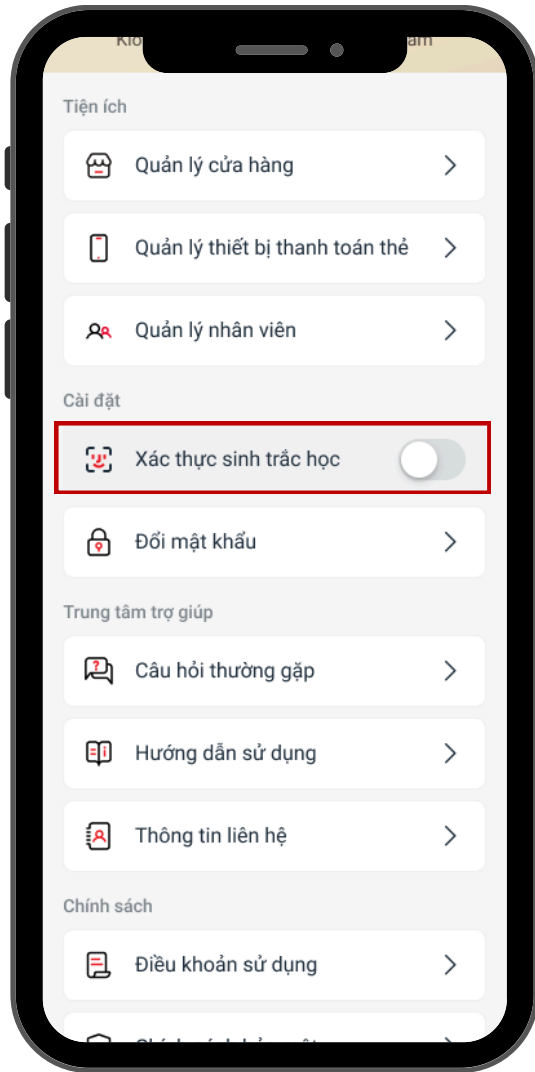 Tiện ích
Quản lý cửa hàng
Quản lý thiết bị thanh toán thẻ
Quản lý nhân viên
Cài đặt
Xác thực sinh trắc học
Đổi mật khẩu
Trung tâm trợ giúp
Câu hỏi thường gặp
Hướng dẫn sử dụng
Thông tin liên hệ
Chính sách
Điều khoản sử dụng